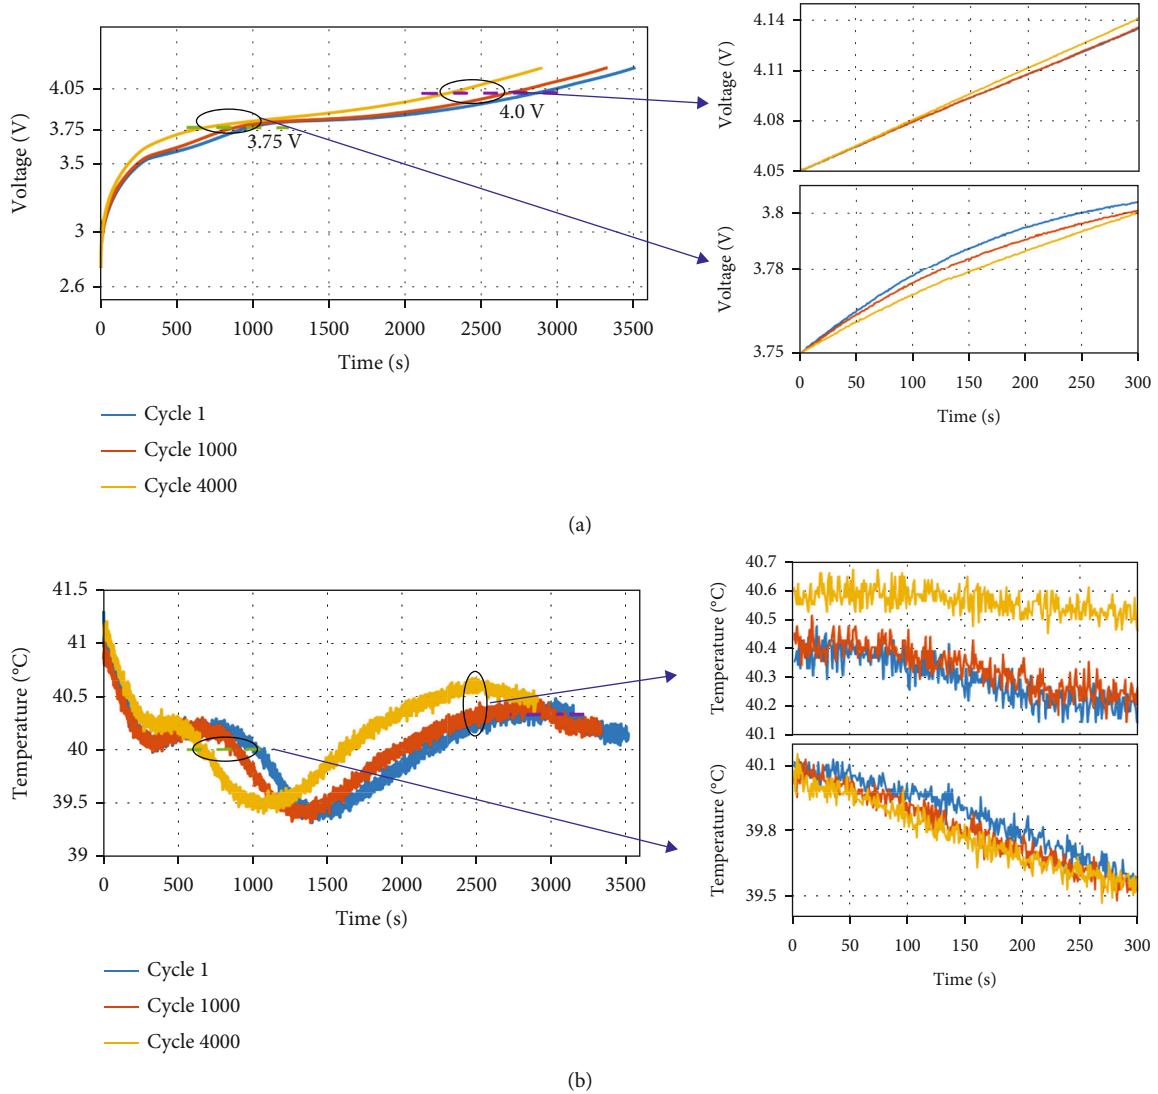 4.05
3.75
3.5
3
2.6
Voltage (V)
4.0 V
3.75 V
0 500 1000 1500 2000 2500 3000 3500
Time (s)
Cycle 1
Cycle 1000
Cycle 4000
4.14
4.11
4.08
4.05
Voltage (V)
3.8
3.78
3.75
Voltage (V)
0 50 100 150 200 250 300
Time (s)
(a)
41.5
41
40.5
40
39.5
39
Temperature (°C)
0 500 1000 1500 2000 2500 3000 3500
Time (s)
Cycle 1
Cycle 1000
Cycle 4000
40.7
40.6
40.5
40.4
40.3
40.2
40.1
Temperature (°C)
40.1
39.8
39.5
Temperature (°C)
0 50 100 150 200 250 300
Time (s)
(b)